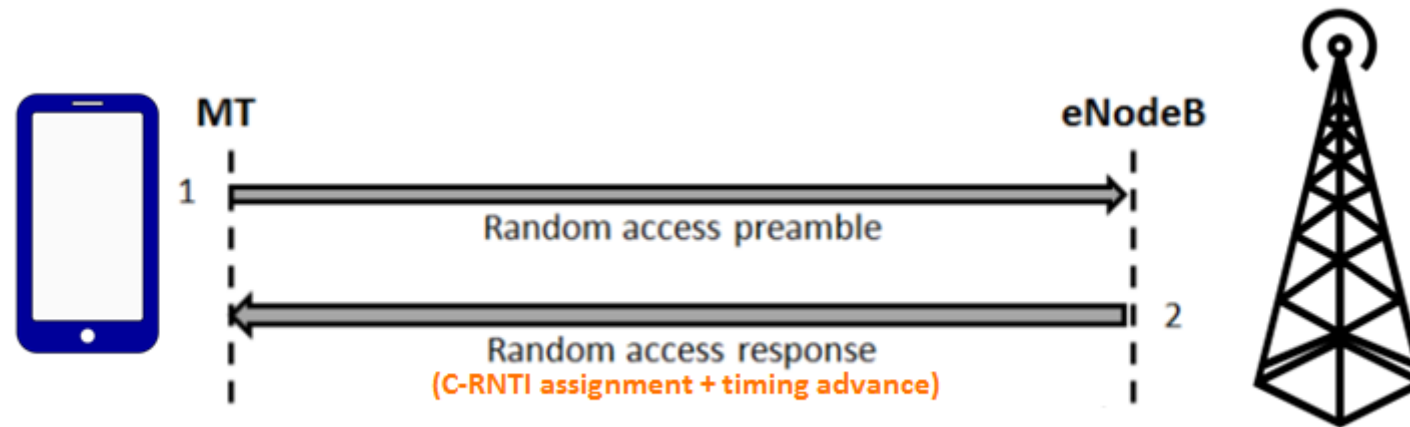 MT
eNodeB
1
Random access preamble
2
Random access response
(C-RNTI assignment + timing advance)